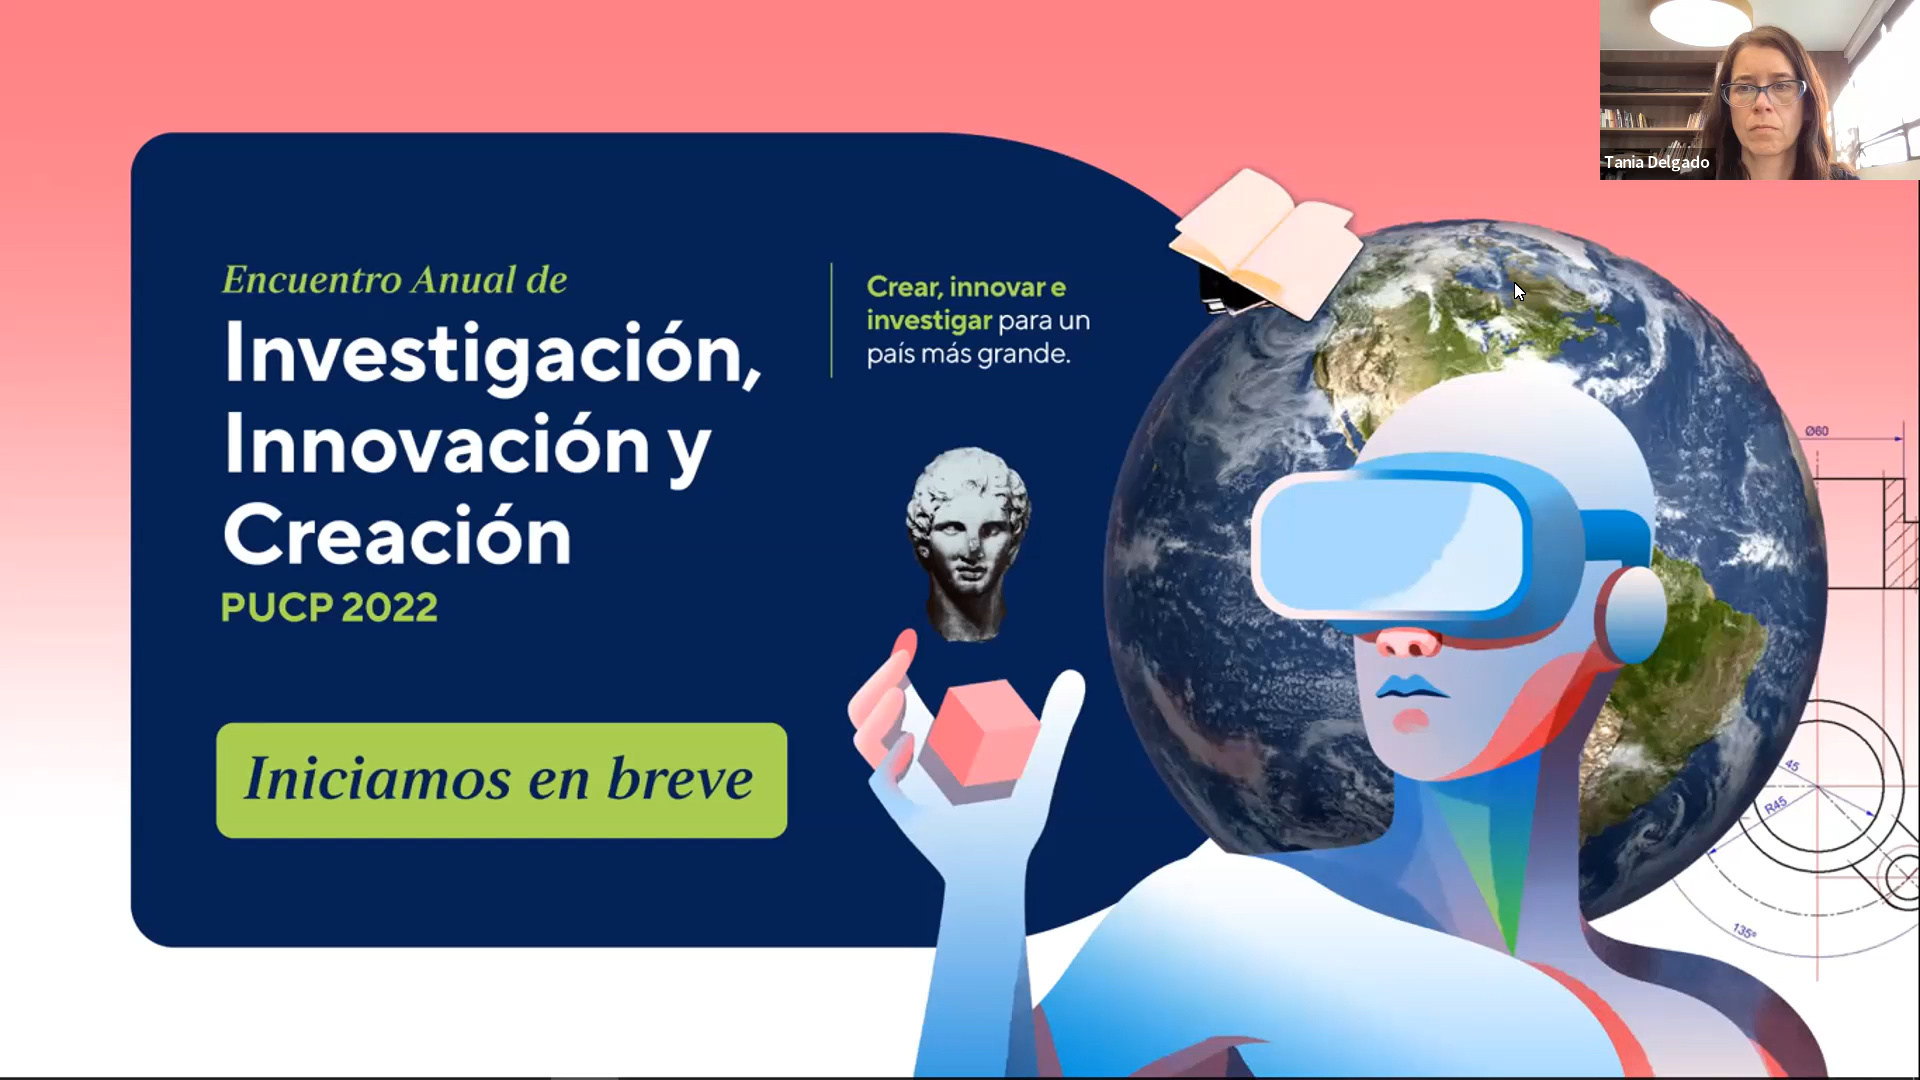 Encuentro Anual de
Investigación,
Innovación y
Creación
PUCP 2022
Crear, innovar e
investigar para un
país más grande.
Iniciamos en breve
Tania Delgado
Ø60
45
R45
135º